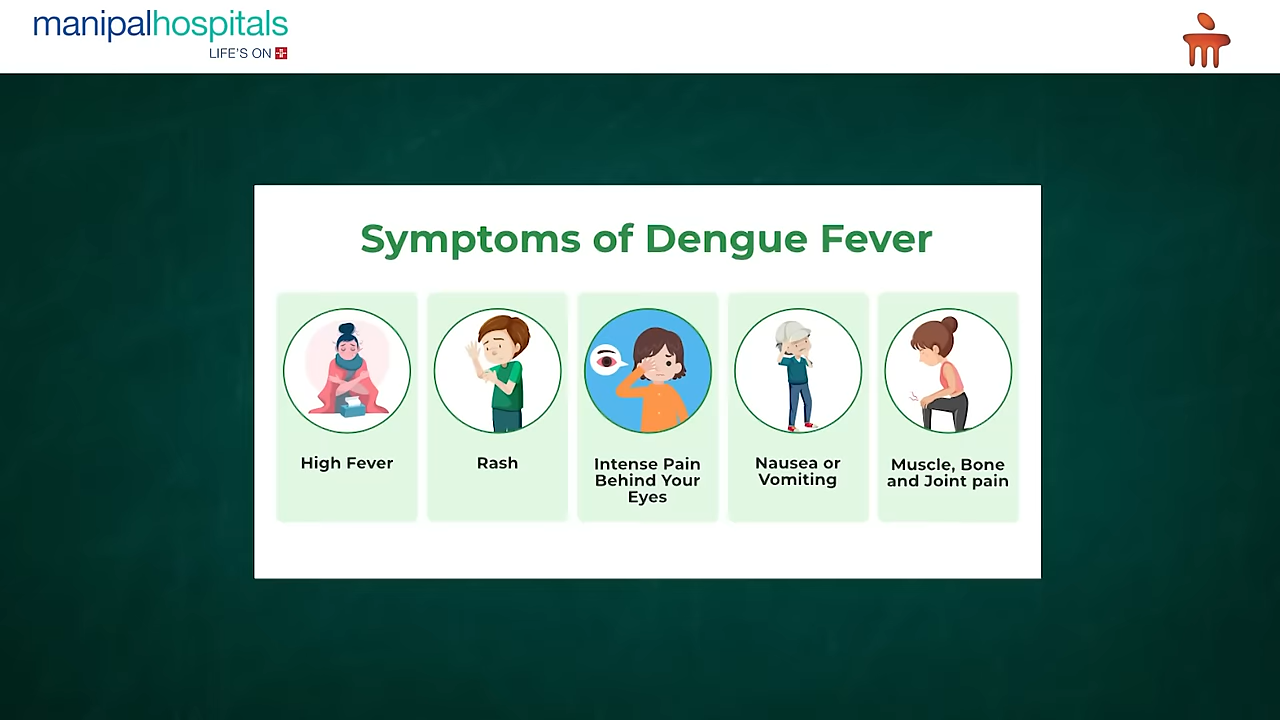 manipalhospitals
LIFE'S ON
Symptoms of Dengue Fever
High Fever
Rash
Intense Pain
Behind Your
Eyes
Nausea or
Vomiting
Muscle, Bone
and Joint pain